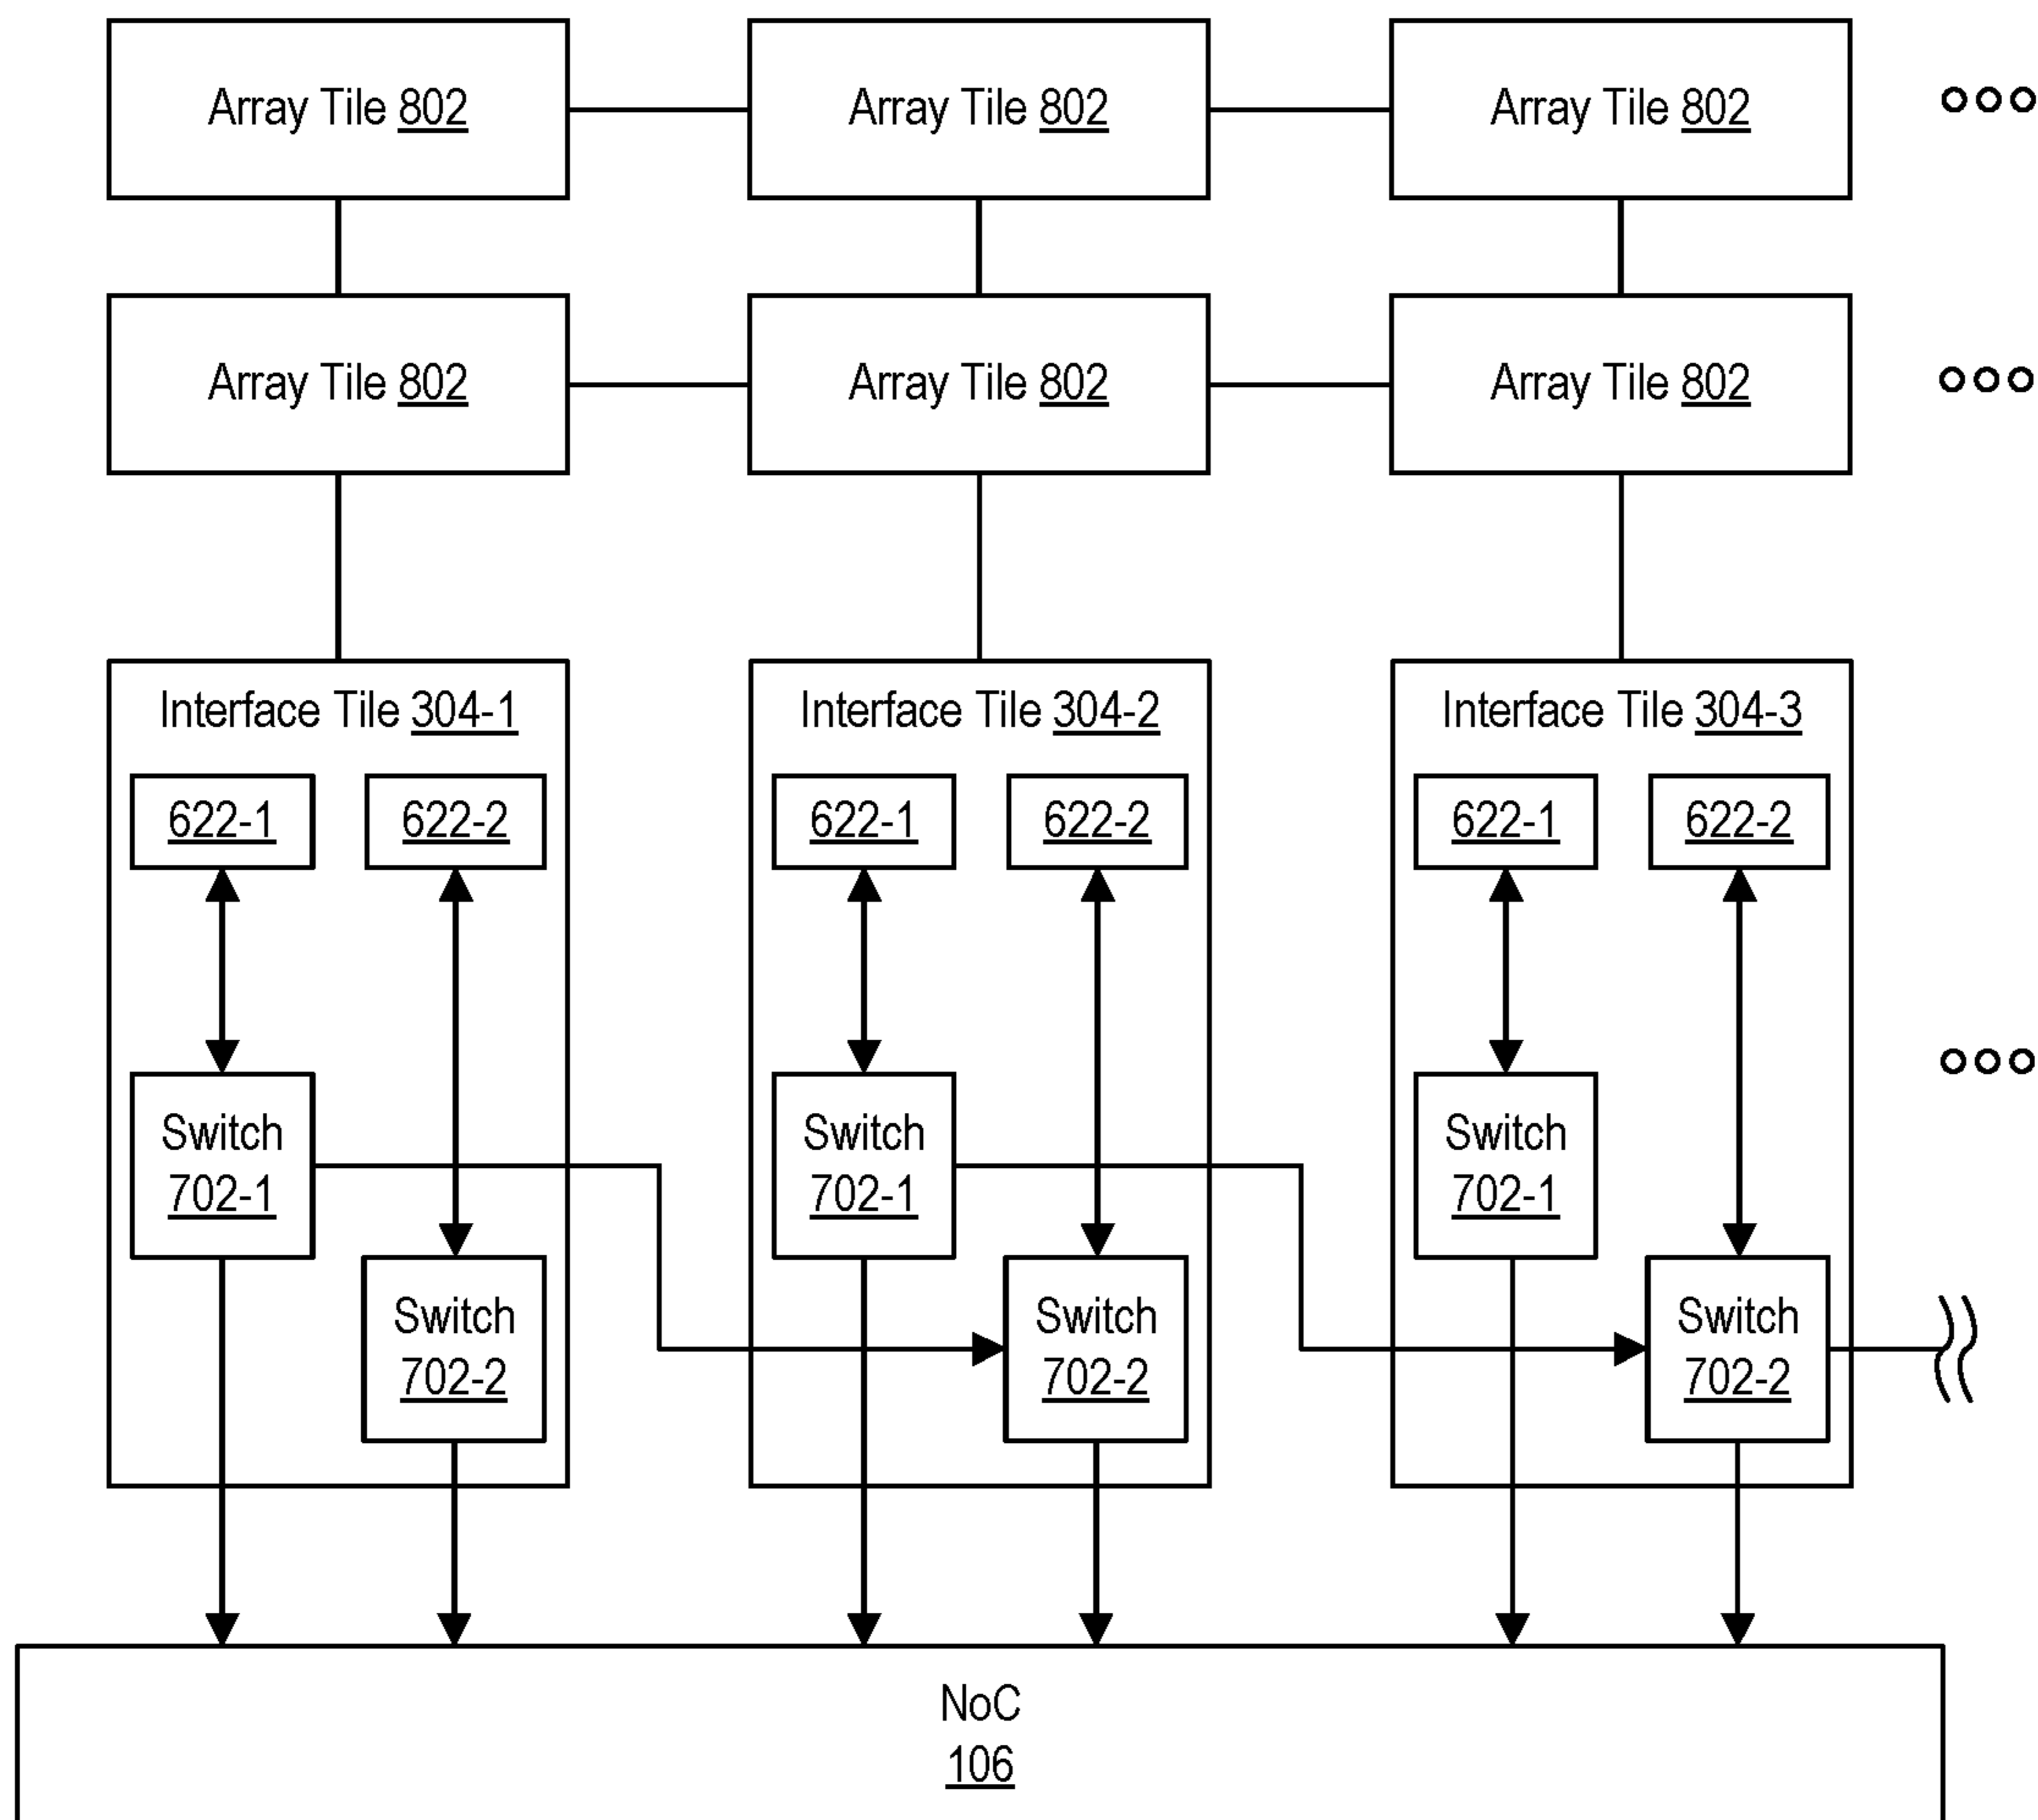 Array Tile 802
Array Tile 802
Array Tile 802
Array Tile 802
Array Tile 802
Array Tile 802
Interface Tile 304-1
622-1
622-2
Switch
702-1
Switch
702-2
Interface Tile 304-2
622-1
622-2
Switch
702-1
Switch
702-2
Interface Tile 304-3
622-1
622-2
Switch
702-1
Switch
702-2
NoC
106